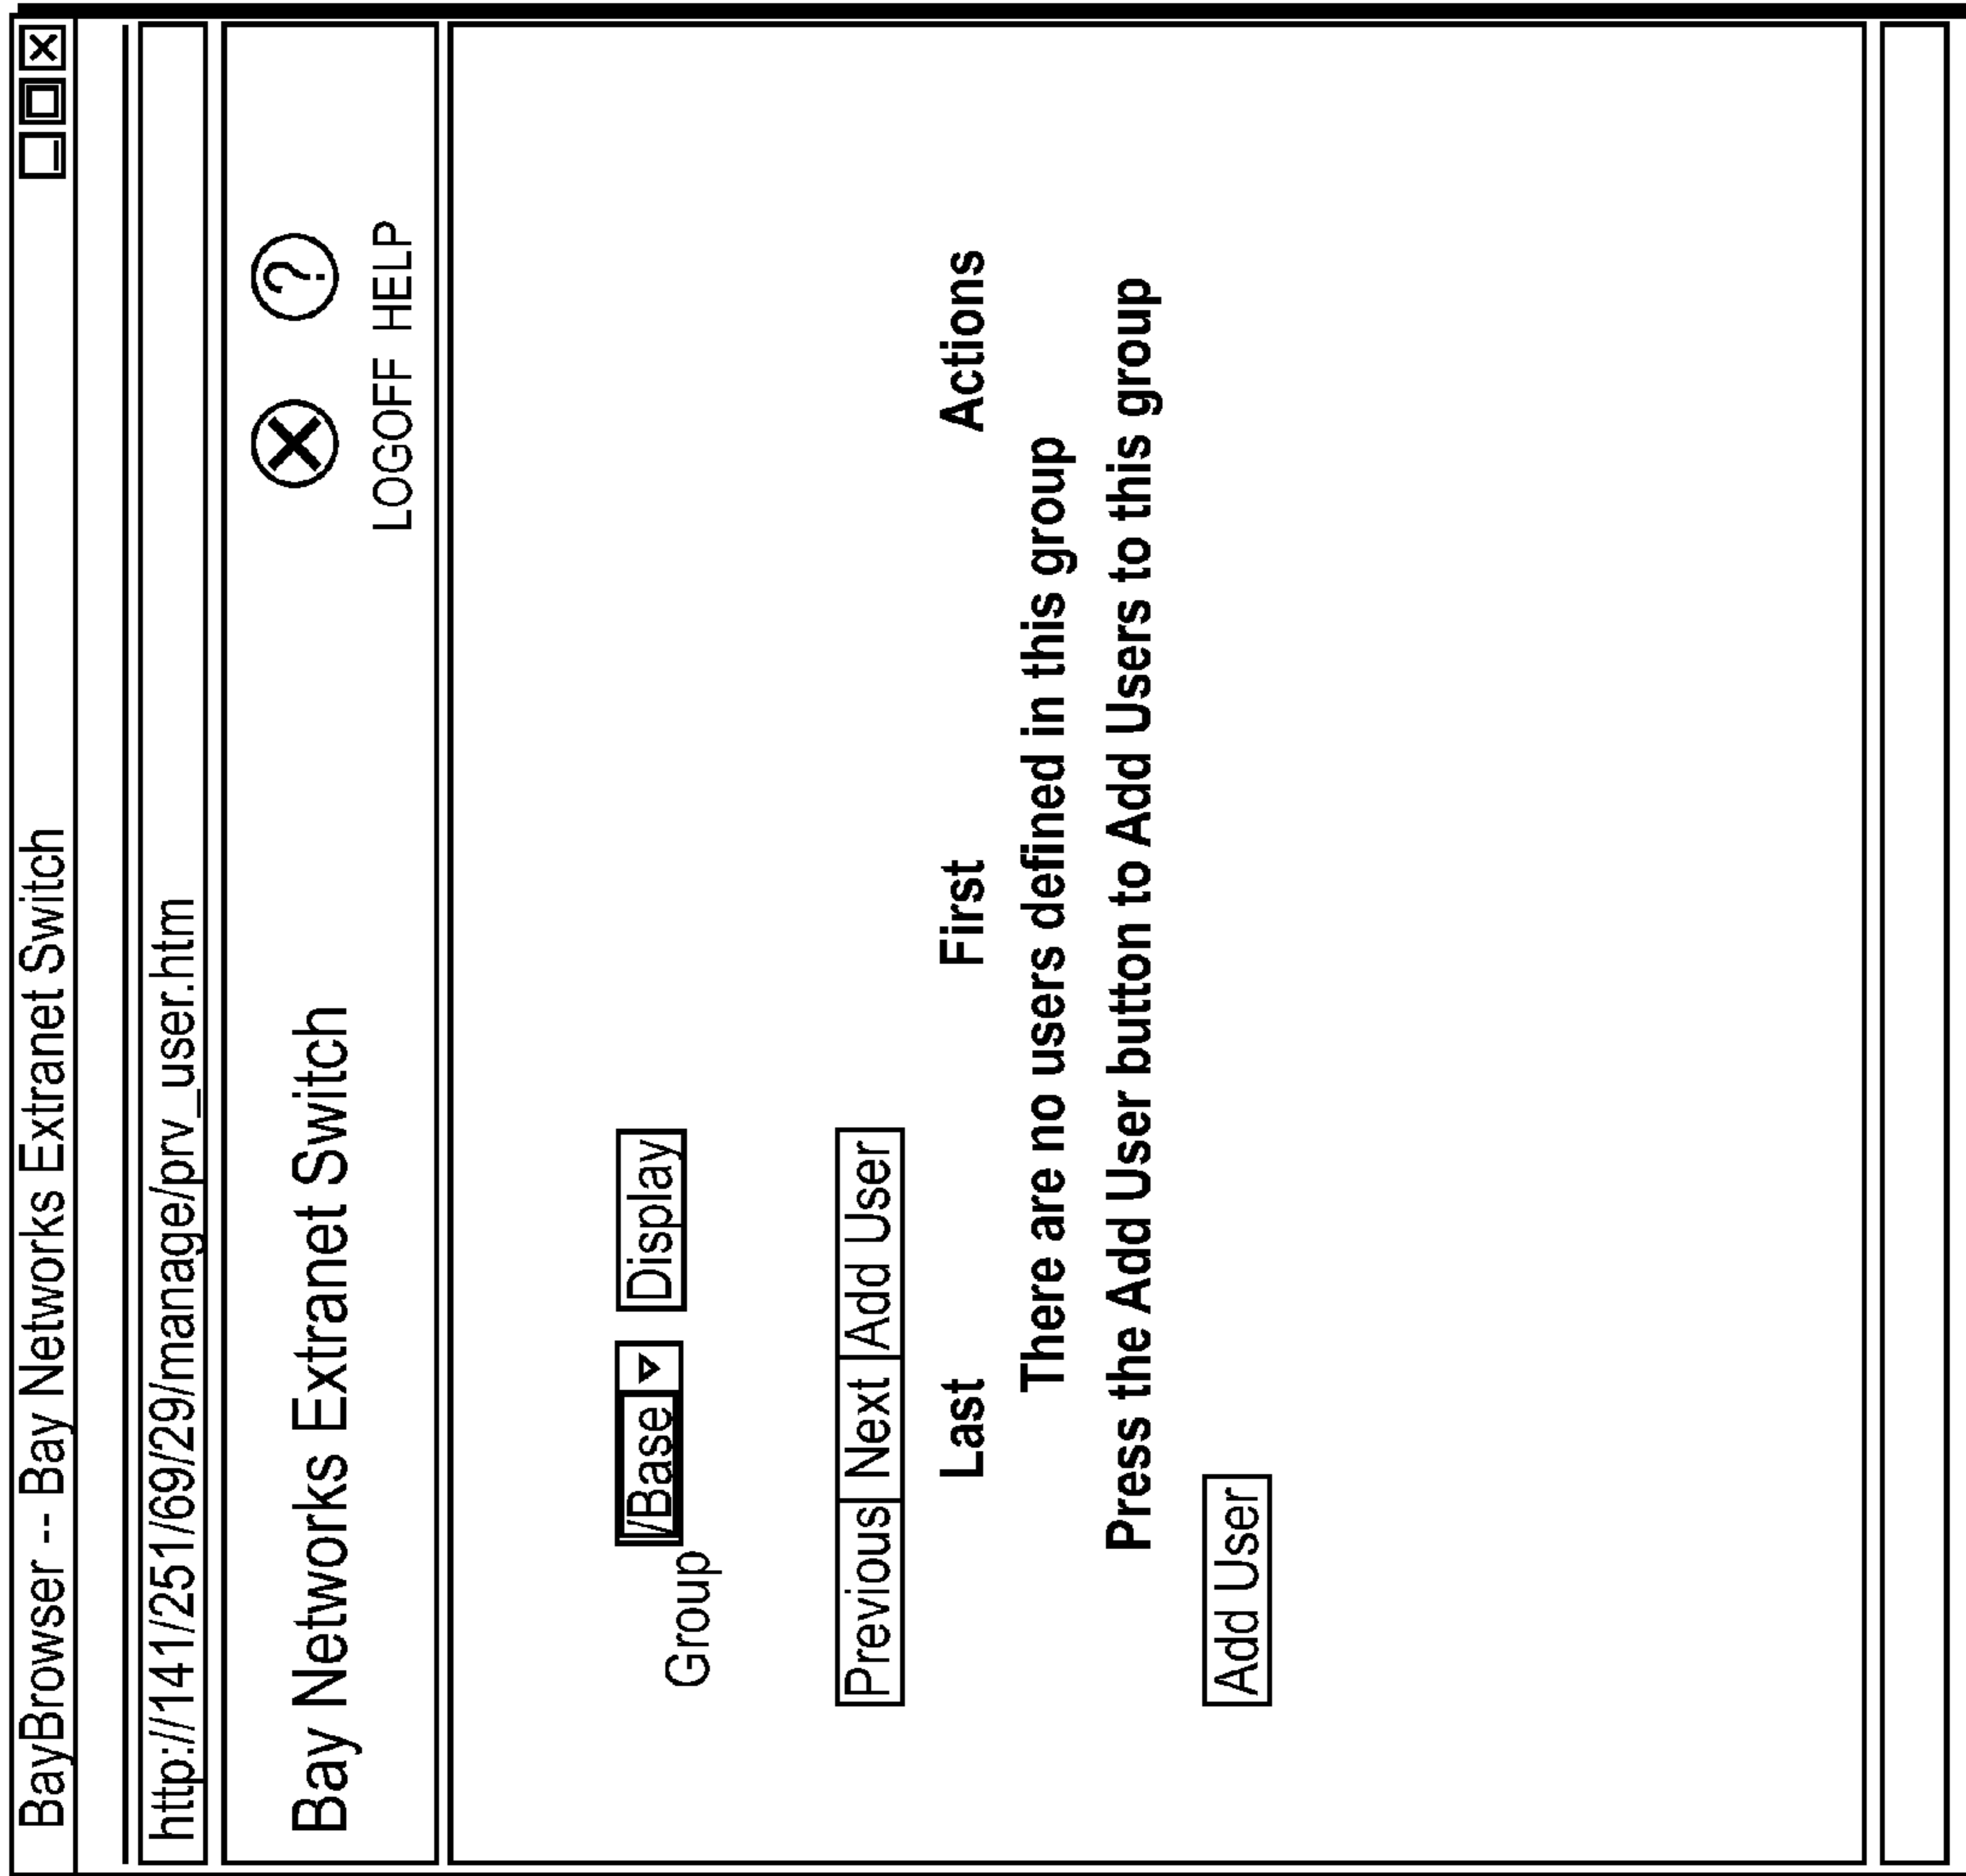 BayBrowser -- Bay Networks Extranet Switch
http://141/251/69/29/manage/prv_user.htm
Bay Networks Extranet Switch
LOGOFF HELP
Group /Base Display
Previous Next Add User
Last First Actions
There are no users defined in this group
Press the Add User button to Add Users to this group
Add User